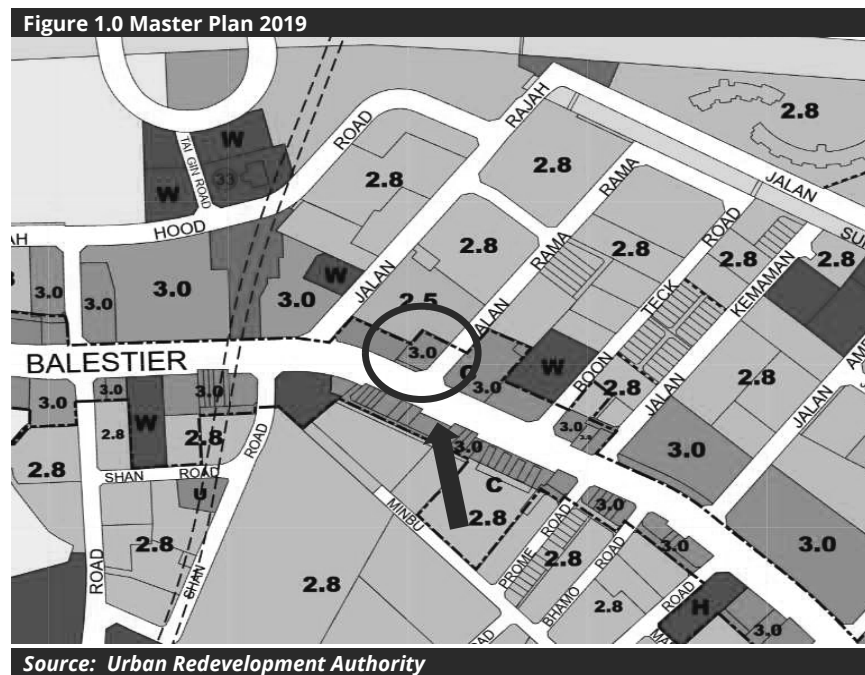 Figure 1.0 Master Plan 2019
2.8
JALAN
RAJAH
ROAD
2.8
2.8
TAI GIN ROAD
W
W
33
HOOD
RAMA
ROAD
2.8
2.8
2.8
KEMAMAN
2.8
3.0
3.0
3.0
3.0
W
JALAN
RAMA
TECK
2.5
3.0
BALESTIER
3.0
W
BOON
2.8
JALAN
2.8
JALAN
3.0
3.0
3.0
2.8
W
2.8
ROAD
3.0
3.0
3.0
2.8
SHAN ROAD
U
C
2.8
MINBU
PROME ROAD
3.0
3.0
3.0
2.8
2.8
ROAD
SHAN
2.8
BHAMO ROAD
2.8
ROAD
H
3.0
Source: Urban Redevelopment Authority